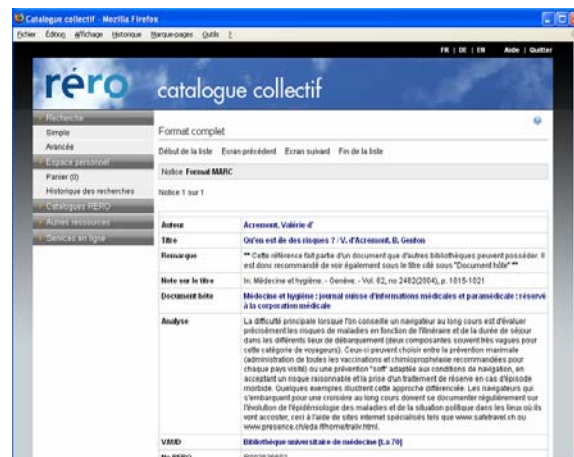 Catalogue collectif - Mozilla Firefox
Fichier Édition Affichage Historique Marque-pages Outils ?
FR | DE | EN Aide | Quitter
réro catalogue collectif
Recherche
Simple
Avancée
Espace personnel
Panier (0)
Historique des recherches
Catalogues RERO
Autres ressources
Services en ligne
Format complet
Début de la liste Ecran précédent Ecran suivant Fin de la liste
Notice Format MARC
Notice 1 sur 1
Auteur Acremont, Valérie d'
Titre Qu'en est-ile des risques ? / V. d'Acremont, B. Genton
Remarque ** Cette référence fait partie d'un document que d'autres bibliothèques peuvent posséder. Il
est donc recommandé de voir également sous le titre cité sous "Document hôte" **
Note sur le titre In: Médecine et hygiène. - Genève. - Vol. 62, no 2482(2004), p. 1015-1021
Document hôte Médecine et hygiène : journal suisse d'informations médicales et paramédicale : réservé
à la corporation médicale
Analyse La difficulté principale lorsque l'on conseille un navigateur au long cours est d'évaluer
précisément les risques de maladies en fonction de l'itinéraire et de la durée de séjour
dans les différents lieux de débarquement (deux composantes souvent très vagues pour
cette catégorie de voyageurs). Ceux-ci peuvent choisir entre la prévention maximale
(administration de toutes les vaccinations et chimioprophylaxie recommandées pour
chaque pays visité) ou une prévention "soft" adaptée aux conditions de navigation, en
acceptant un risque raisonnable et la prise d'un traitement de réserve en cas d'épisode
morbide. Quelques exemples illustrent cette approche différenciée. Les navigateurs qui
s'embarquent pour une croisière au long cours doivent se documenter régulièrement sur
l'évolution de l'épidémiologie des maladies et de la situation politique dans les lieux où ils
vont accoster, ceci à l'aide de sites internet spécialisés tels que www.safetravel.ch ou
www.presence.ch/eda
VAUD Bibliothèque universitaire de médecine [La 70]
No RERO